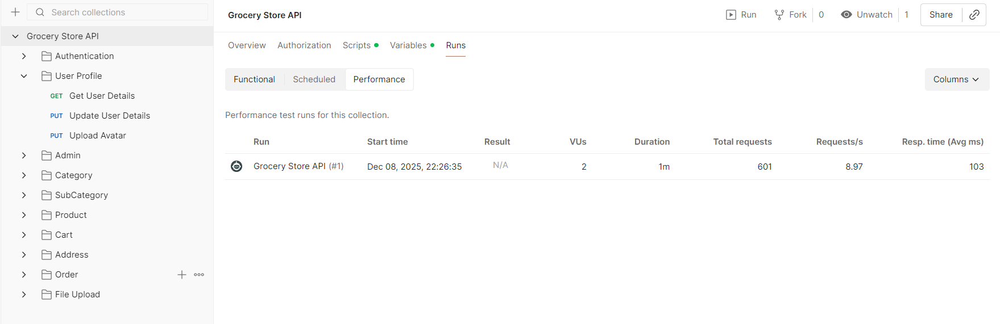 Search collections
Grocery Store API
Authentication
User Profile
GET Get User Details
PUT Update User Details
PUT Upload Avatar
Admin
Category
SubCategory
Product
Cart
Address
Order
File Upload
Grocery Store API
Run Fork 0 Unwatch 1 Share
Overview Authorization Scripts Variables Runs
Functional Scheduled Performance Columns
Performance test runs for this collection.
Run Start time Result VUs Duration Total requests Requests/s Resp. time (Avg ms)
Grocery Store API (#1) Dec 08, 2025, 22:26:35 N/A 2 1m 601 8.97 103